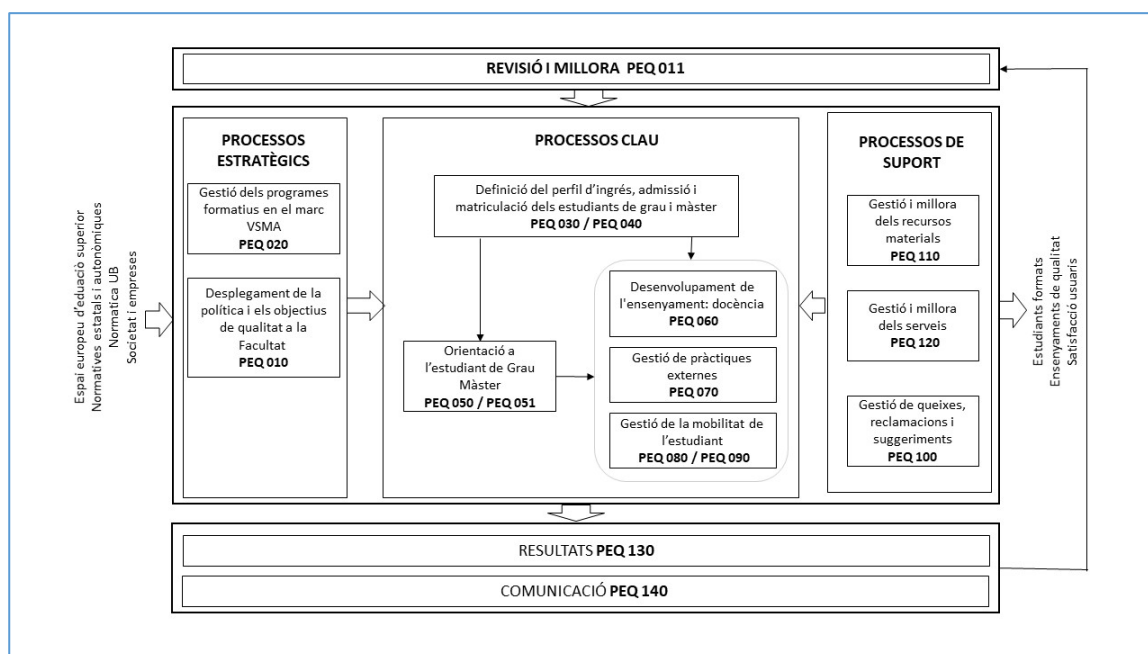 REVISIÓ I MILLORA PEQ 011
PROCESSOS
ESTRATÈGICS
Gestió dels programes
formatius en el marc
VSMA
PEQ 020
Desplegament de la
política i els objectius
de qualitat a la
Facultat
PEQ 010
PROCESSOS CLAU
Definició del perfil d'ingrés, admissió i
matriculació dels estudiants de grau i màster
PEQ 030 / PEQ 040
Desenvolupament de
l'ensenyament: docència
PEQ 060
Orientació a
l'estudiant de Grau
Màster
PEQ 050 / PEQ 051
Gestió de pràctiques
externes
PEQ 070
Gestió de la mobilitat de
l'estudiant
PEQ 080 / PEQ 090
PROCESSOS DE
SUPORT
Gestió i millora
dels recursos
materials
PEQ 110
Gestió i millora
dels serveis
PEQ 120
Gestió de queixes,
reclamacions i
suggeriments
PEQ 100
Espai europeu d'eduació superior
Normatives estatals i autonòmiques
Normatica UB
Societat i empreses
Estudiants formats
Ensenyaments de qualitat
Satisfacció usuaris
RESULTATS PEQ 130
COMUNICACIÓ PEQ 140